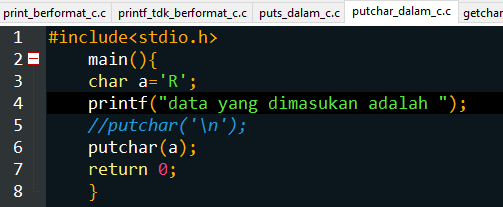 print_berformat_c.c printf_tdk_berformat_c.c puts_dalam_c.c putchar_dalam_c.c getchar
1 #include<stdio.h>
2 main(){
3 char a='R';
4 printf("data yang dimasukan adalah ");
5 //putchar('\n');
6 putchar(a);
7 return 0;
8 }